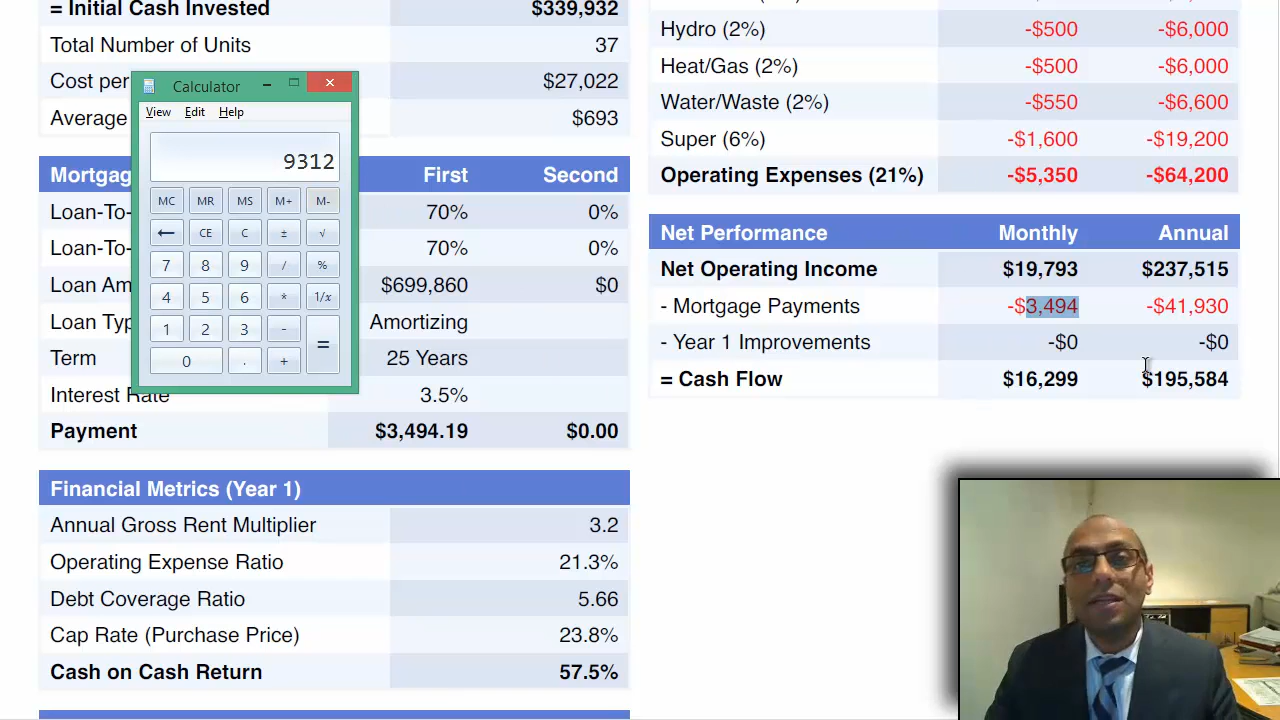 = Initial Cash Invested $339,932
Total Number of Units 37
Cost per $27,022
Average $693
Calculator
View Edit Help
9312
MC MR MS M+ M-
← CE C ± √
7 8 9 / %
4 5 6 * 1/x
1 2 3 - =
0 . +
Mortgag First Second
Loan-To- 70% 0%
Loan-To- 70% 0%
Loan Am $699,860 $0
Loan Typ Amortizing
Term 25 Years
Interest Rate 3.5%
Payment $3,494.19 $0.00
Financial Metrics (Year 1)
Annual Gross Rent Multiplier 3.2
Operating Expense Ratio 21.3%
Debt Coverage Ratio 5.66
Cap Rate (Purchase Price) 23.8%
Cash on Cash Return 57.5%
Hydro (2%) -$500 -$6,000
Heat/Gas (2%) -$500 -$6,000
Water/Waste (2%) -$550 -$6,600
Super (6%) -$1,600 -$19,200
Operating Expenses (21%) -$5,350 -$64,200
Net Performance Monthly Annual
Net Operating Income $19,793 $237,515
- Mortgage Payments -$3,494 -$41,930
- Year 1 Improvements -$0 -$0
= Cash Flow $16,299 $195,584